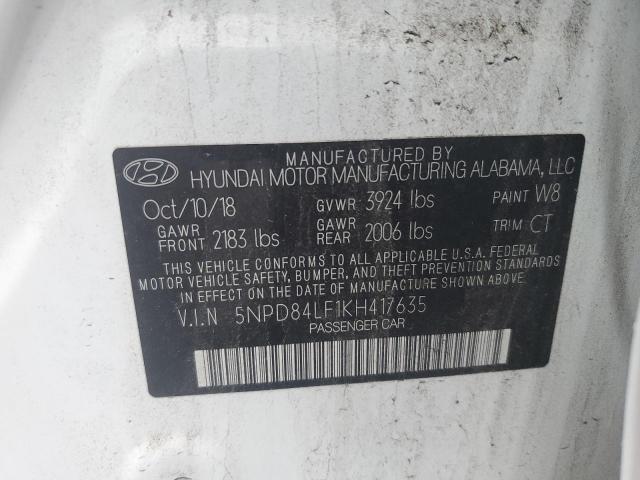 MANUFACTURED BY
HYUNDAI MOTOR MANUFACTURING ALABAMA, LLC
Oct/10/18 GVWR 3924 lbs PAINT W8
GAWR FRONT 2183 lbs GAWR REAR 2006 lbs TRIM CT
THIS VEHICLE CONFORMS TO ALL APPLICABLE U.S.A. FEDERAL
MOTOR VEHICLE SAFETY, BUMPER, AND THEFT PREVENTION STANDARDS
IN EFFECT ON THE DATE OF MANUFACTURE SHOWN ABOVE.
V.I.N 5NPD84LF1KH417635
PASSENGER CAR